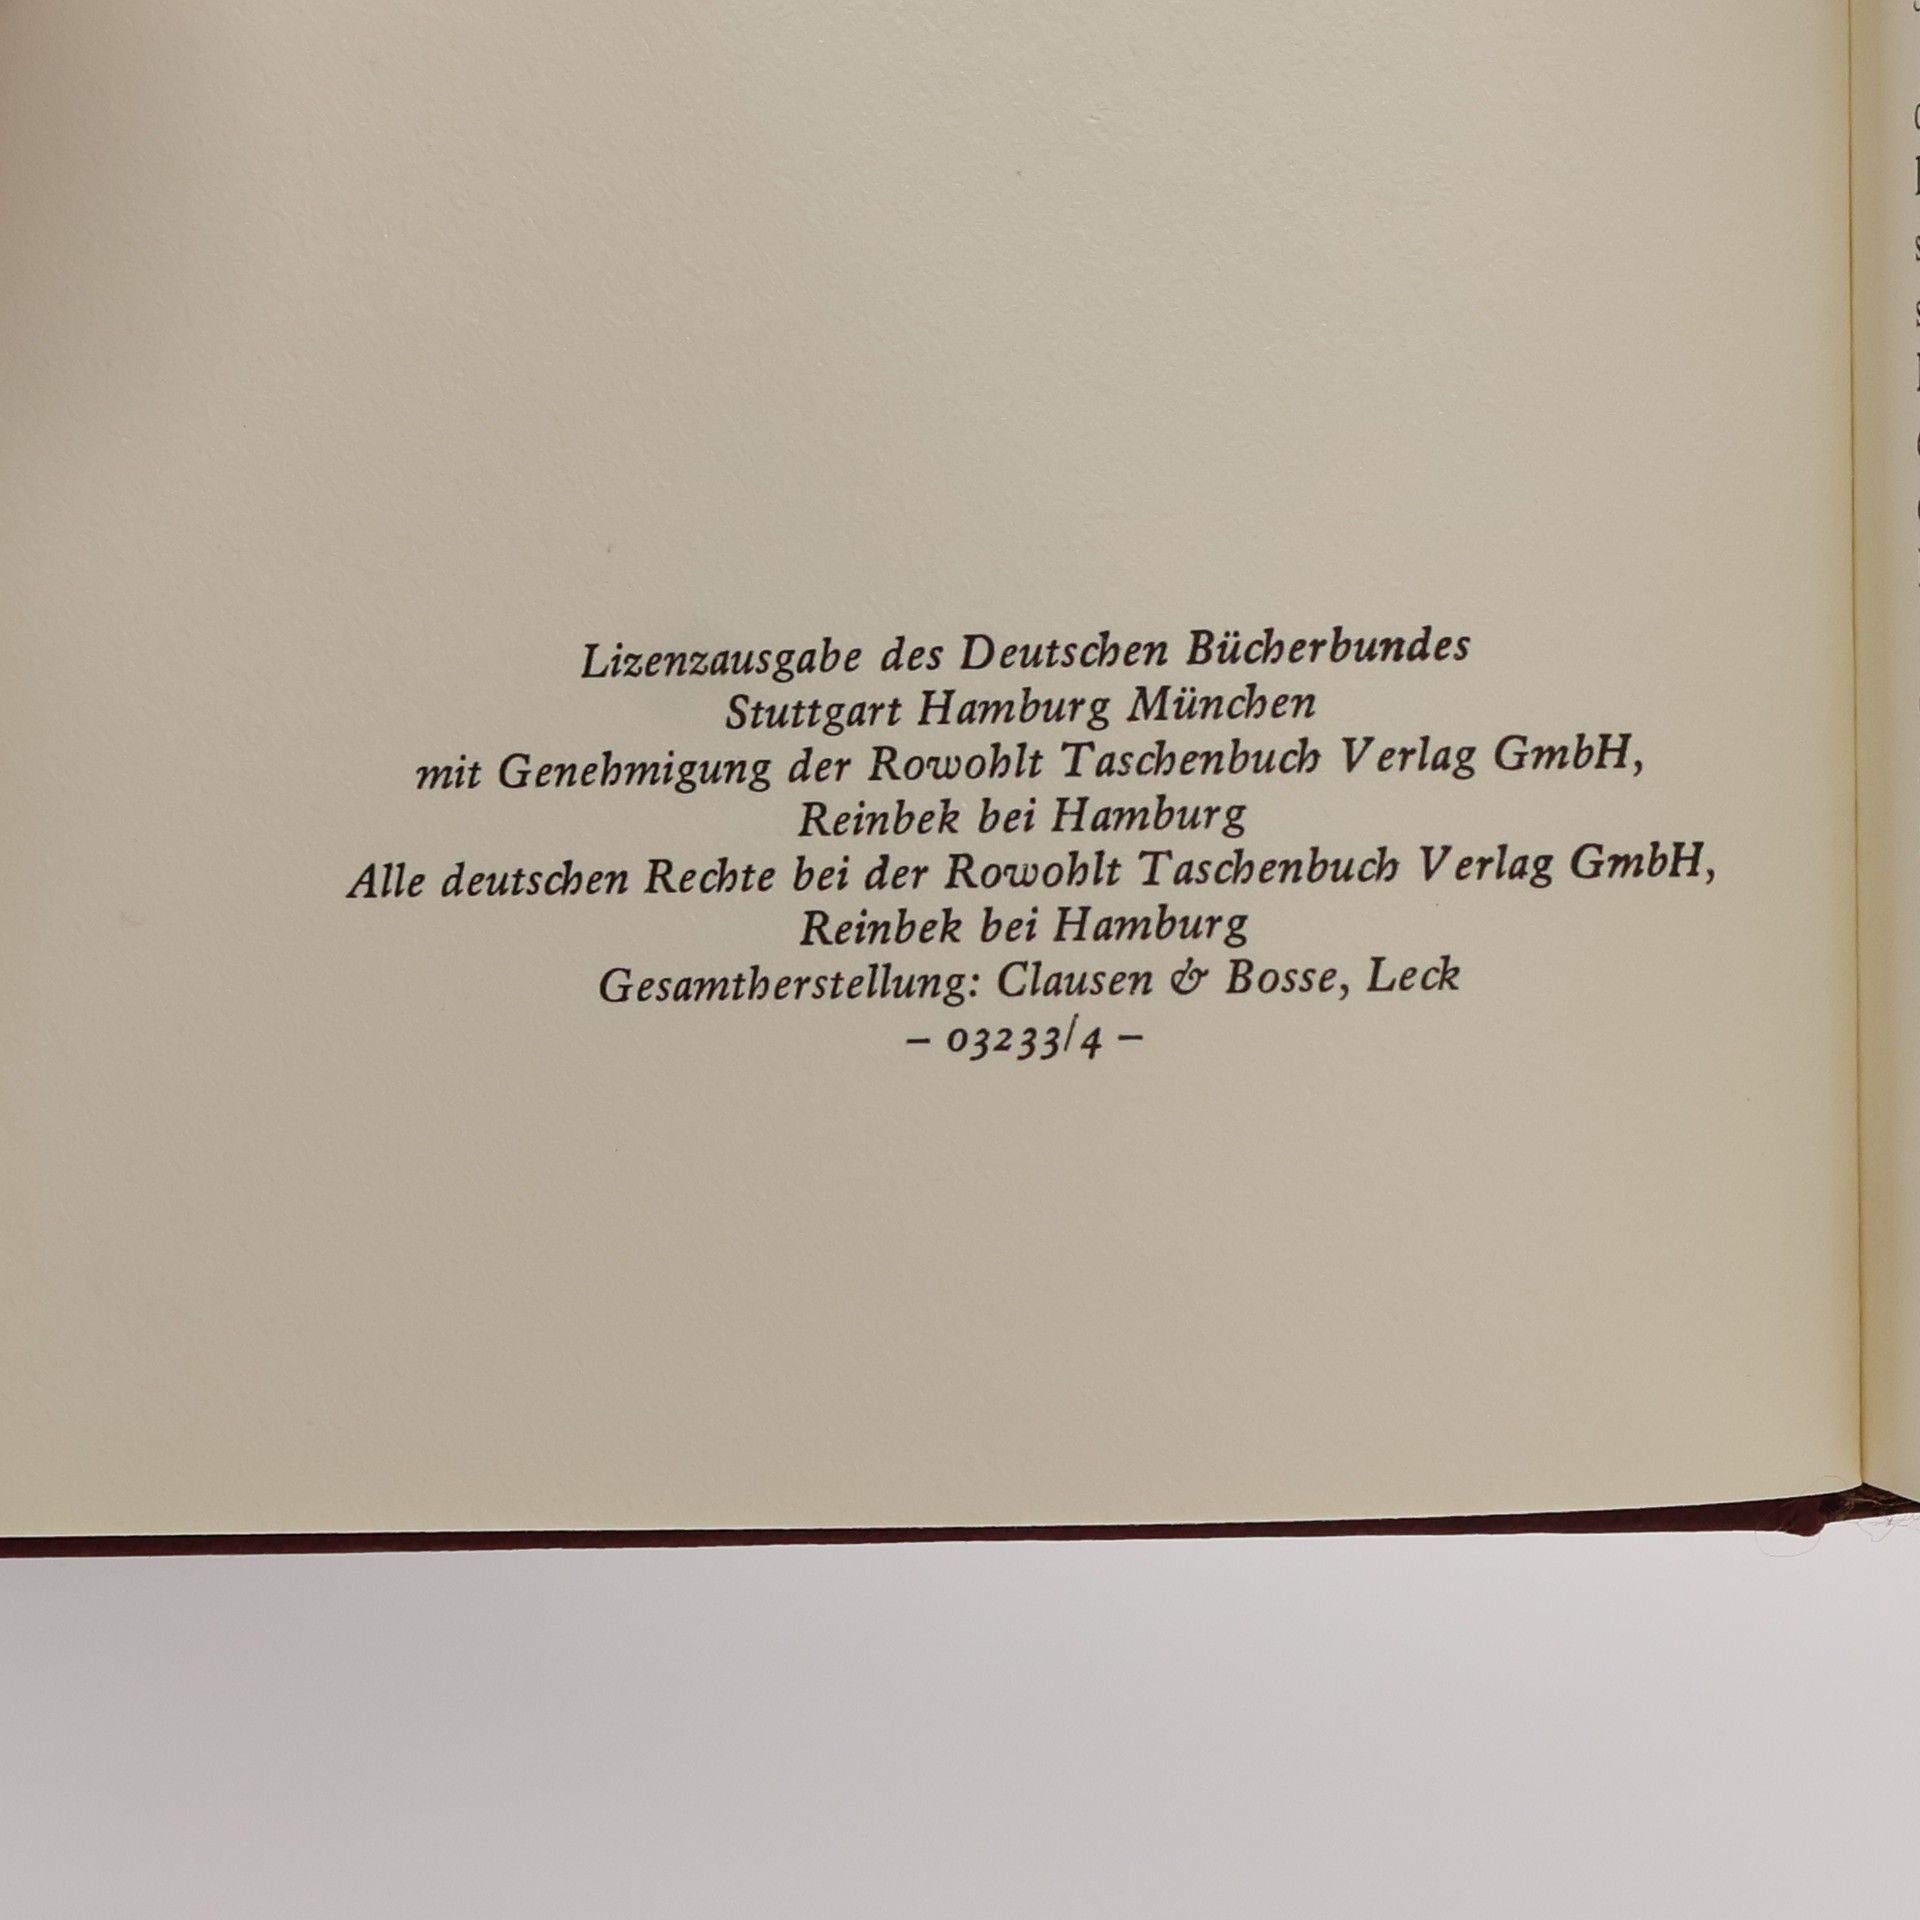 Lizenzausgabe des Deutschen Bücherbundes
Stuttgart Hamburg München
mit Genehmigung der Rowohlt Taschenbuch Verlag GmbH,
Reinbek bei Hamburg
Alle deutschen Rechte bei der Rowohlt Taschenbuch Verlag GmbH,
Reinbek bei Hamburg
Gesamtherstellung: Clausen & Bosse, Leck
– 03233/4 –